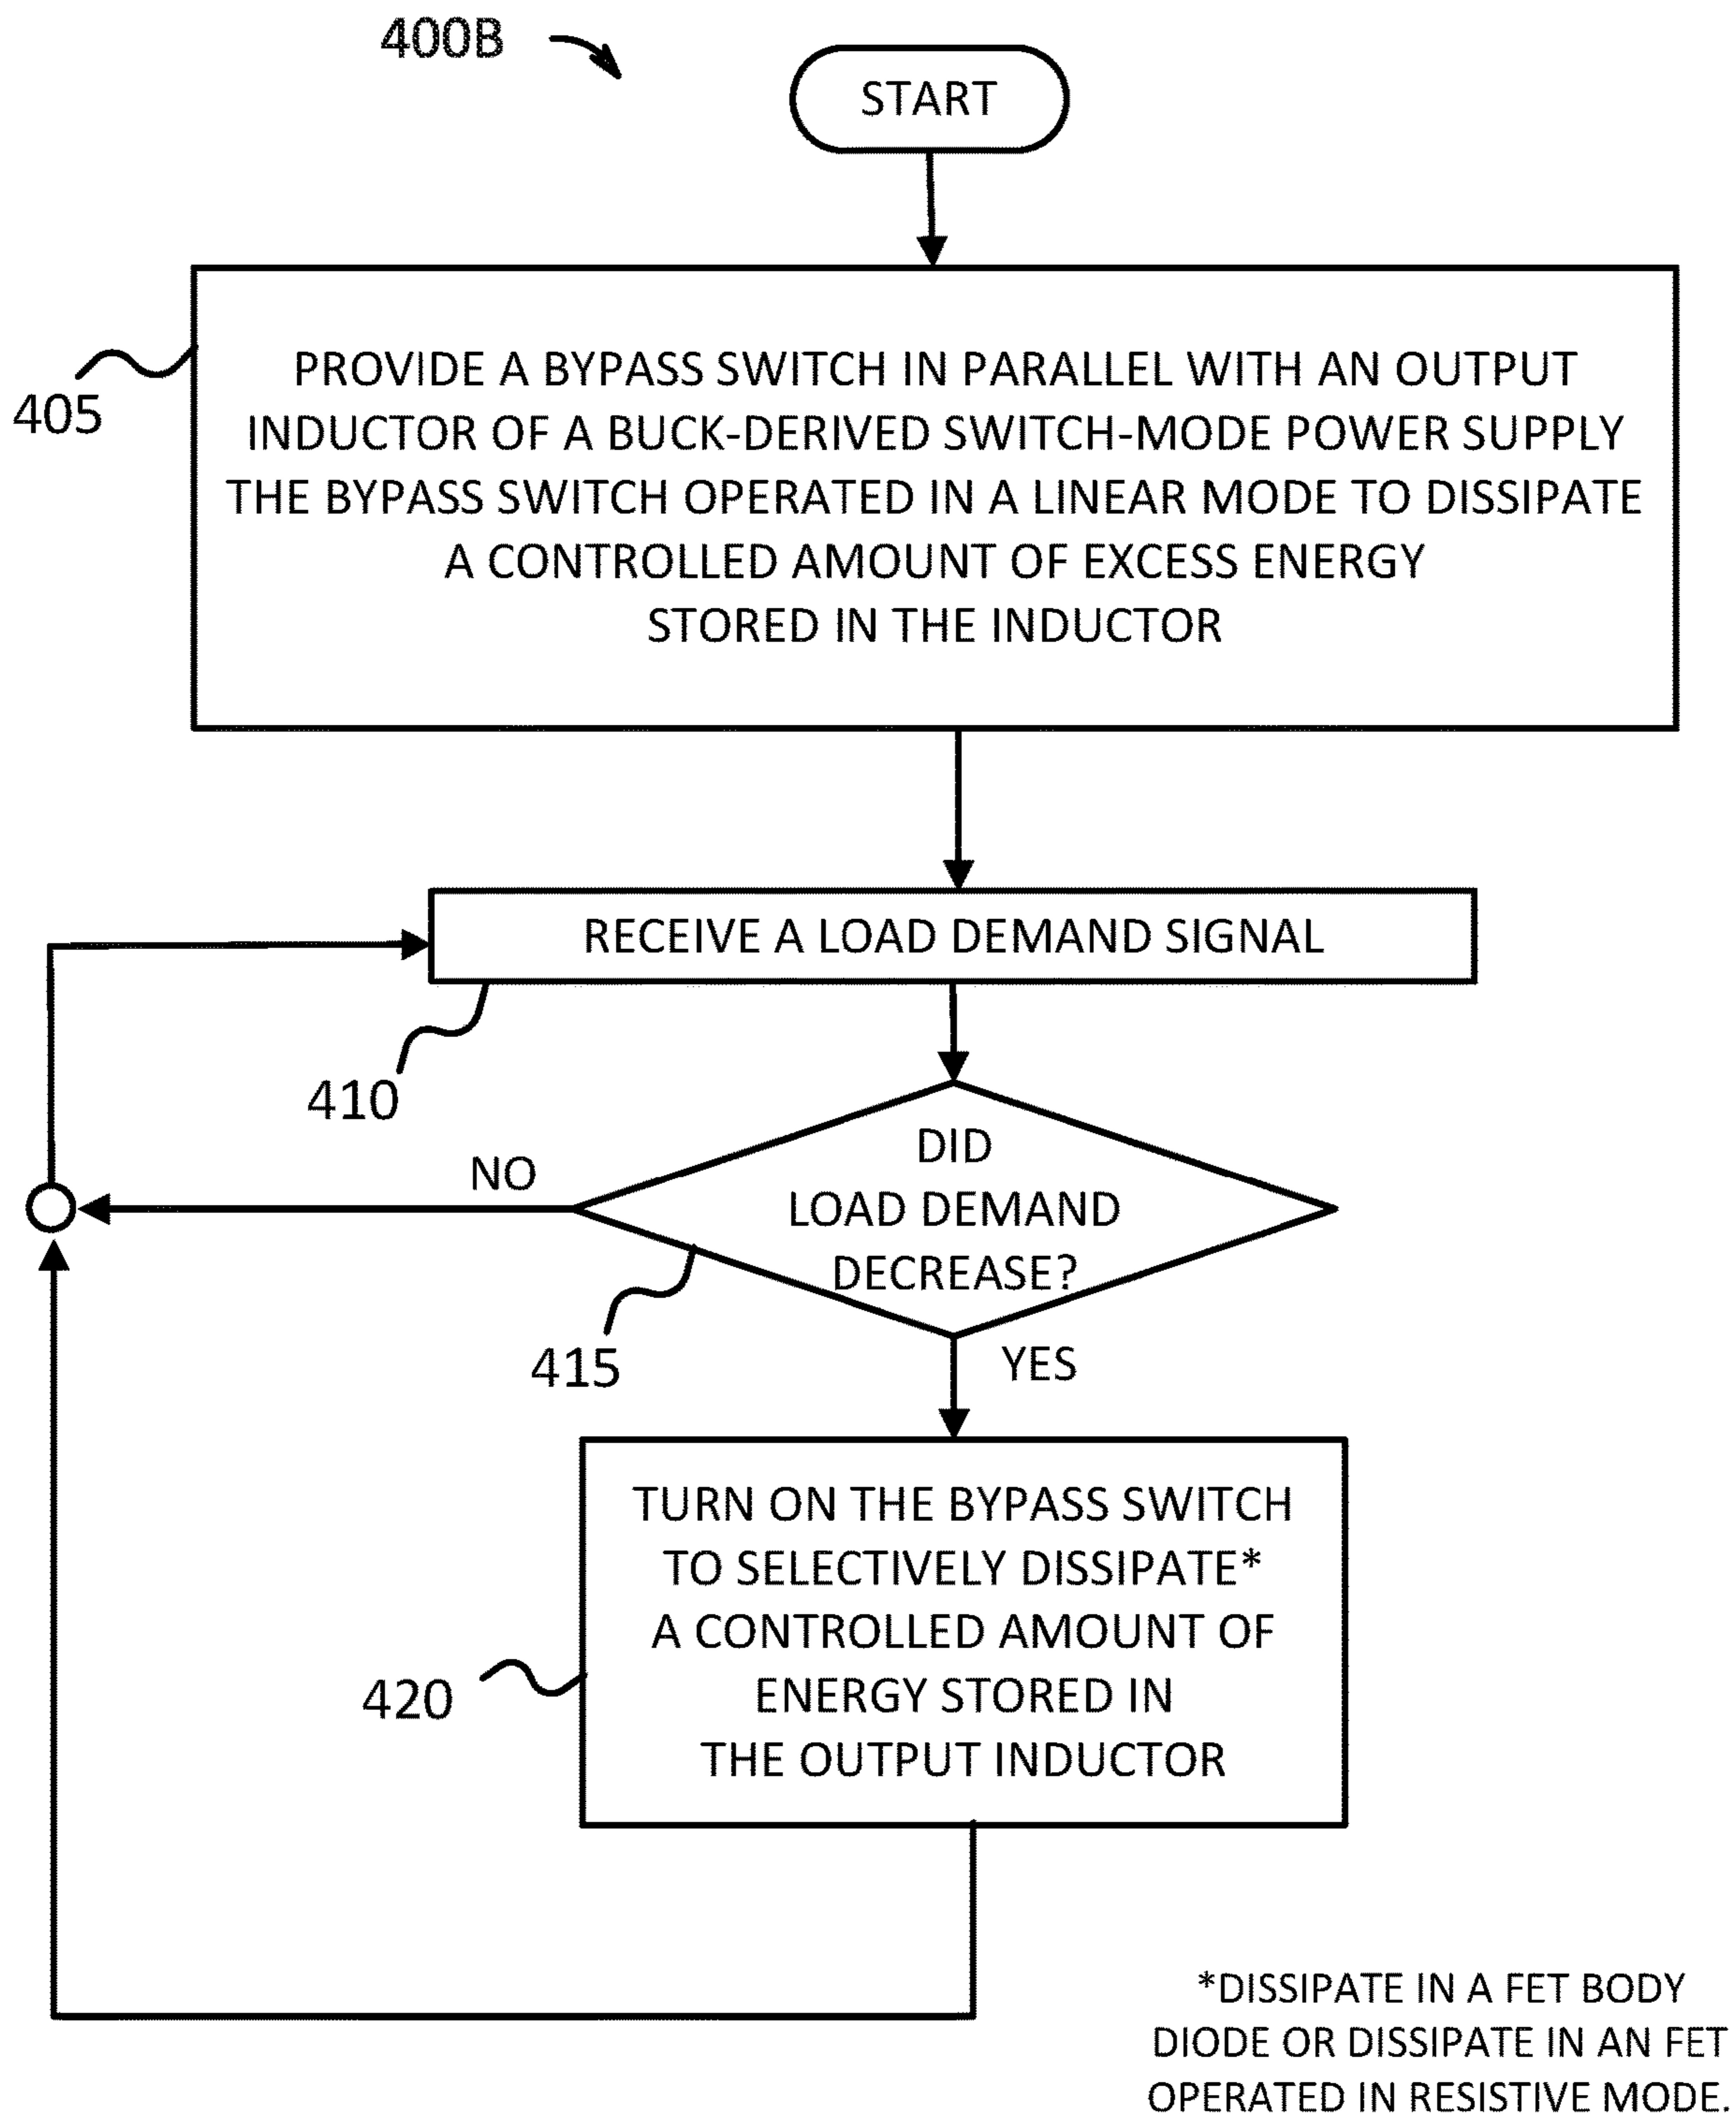 400B
START
PROVIDE A BYPASS SWITCH IN PARALLEL WITH AN OUTPUT
INDUCTOR OF A BUCK-DERIVED SWITCH-MODE POWER SUPPLY
THE BYPASS SWITCH OPERATED IN A LINEAR MODE TO DISSIPATE
A CONTROLLED AMOUNT OF EXCESS ENERGY
STORED IN THE INDUCTOR
405
RECEIVE A LOAD DEMAND SIGNAL
410
DID
LOAD DEMAND
DECREASE?
NO
415
YES
TURN ON THE BYPASS SWITCH
TO SELECTIVELY DISSIPATE*
A CONTROLLED AMOUNT OF
ENERGY STORED IN
THE OUTPUT INDUCTOR
420
*DISSIPATE IN A FET BODY
DIODE OR DISSIPATE IN AN FET
OPERATED IN RESISTIVE MODE.